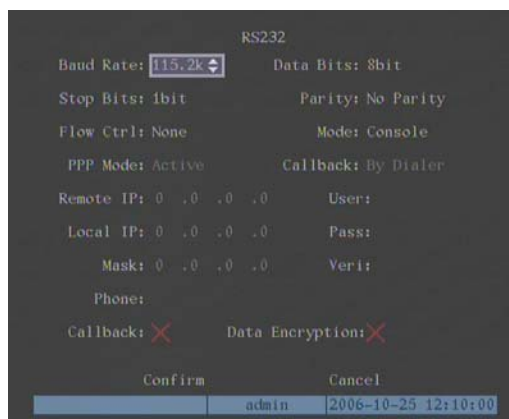 RS232
Baud Rate: 115.2k Data Bits: 8bit
Stop Bits: 1bit Parity: No Parity
Flow Ctrl: None Mode: Console
PPP Mode: Active Callback: By Dialer
Remote IP: 0 .0 .0 .0 User:
Local IP: 0 .0 .0 .0 Pass:
Mask: 0 .0 .0 .0 Veri:
Phone:
Callback: Data Encryption:
Confirm Cancel
admin 2006-10-25 12:10:00